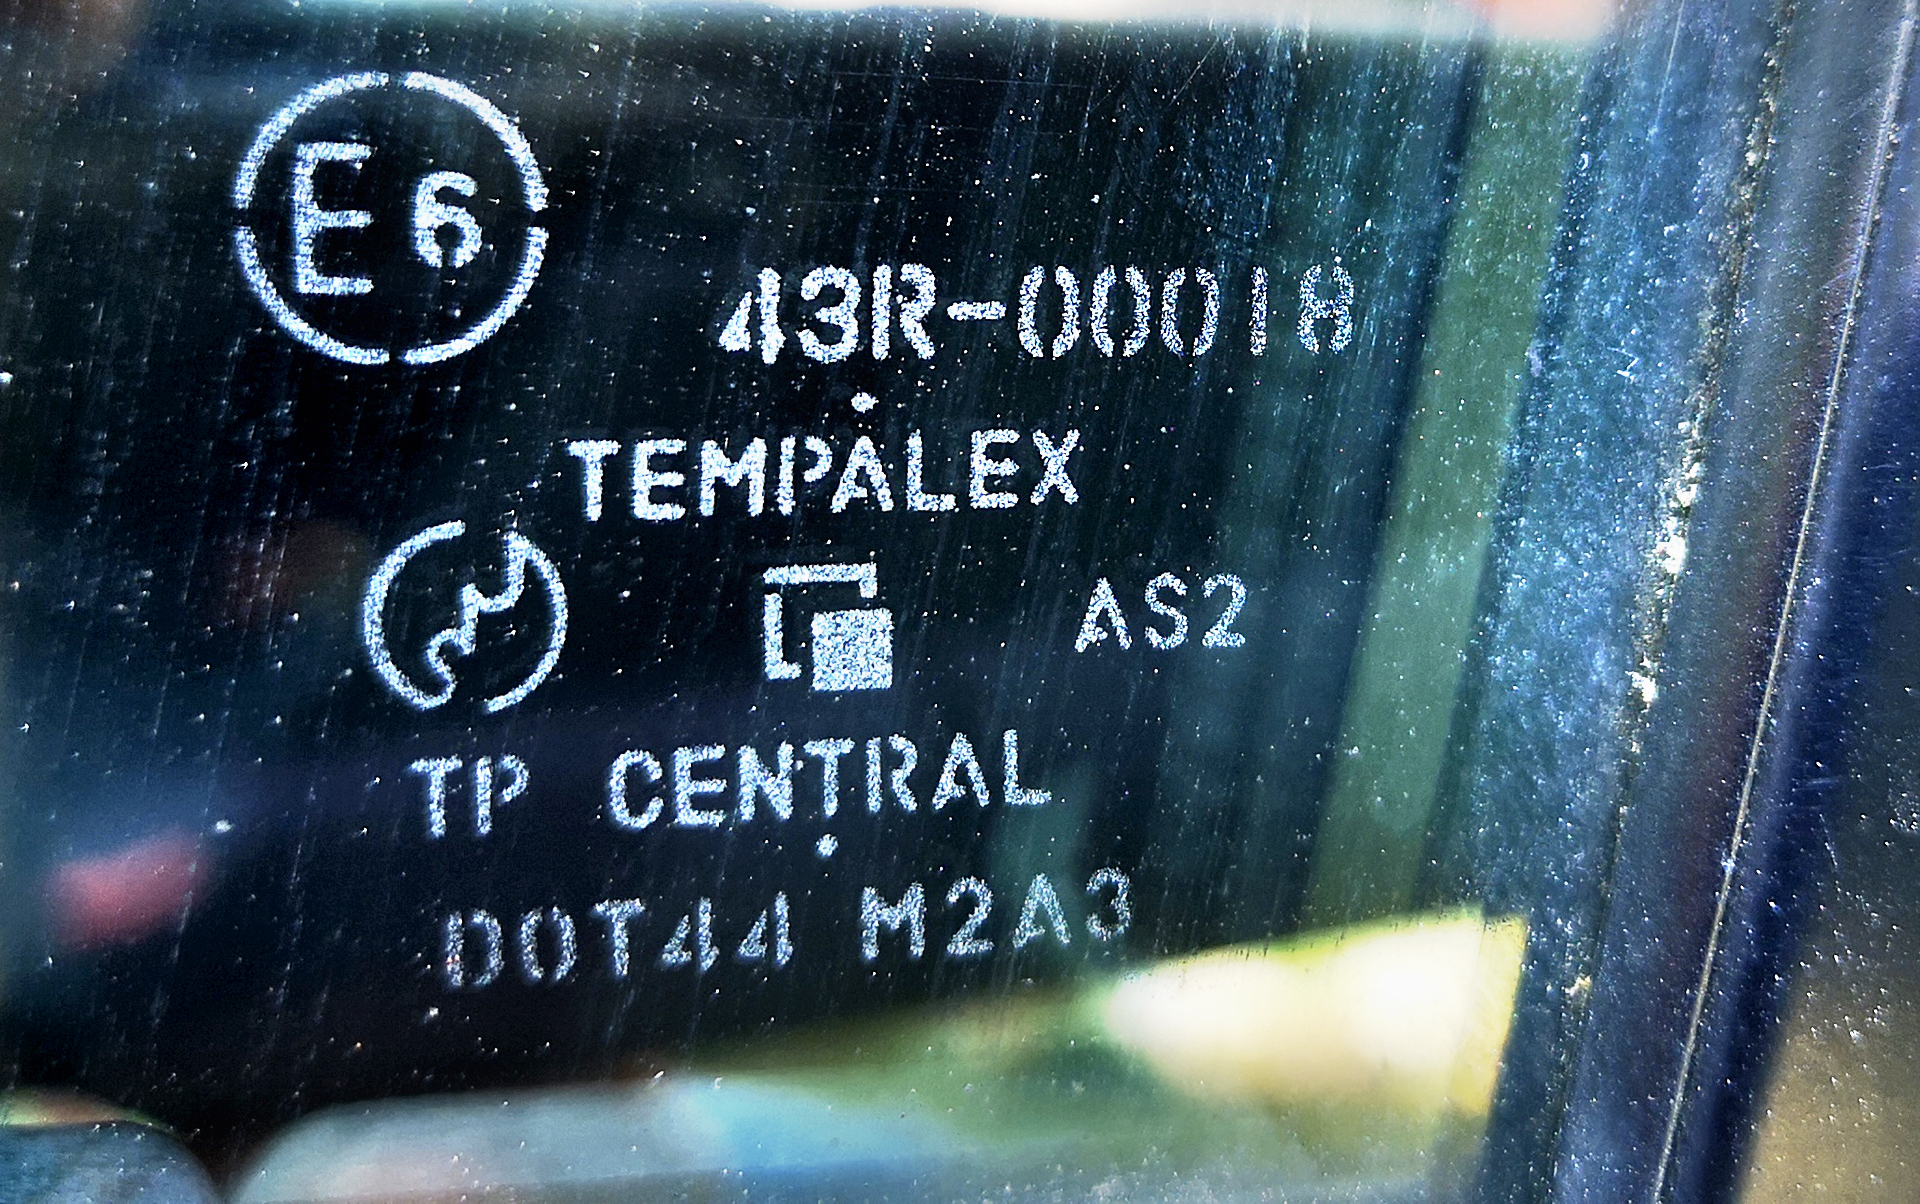 E6
43R-00018
TEMPALEX
AS2
TP CENTRAL
DOT44 M2A3